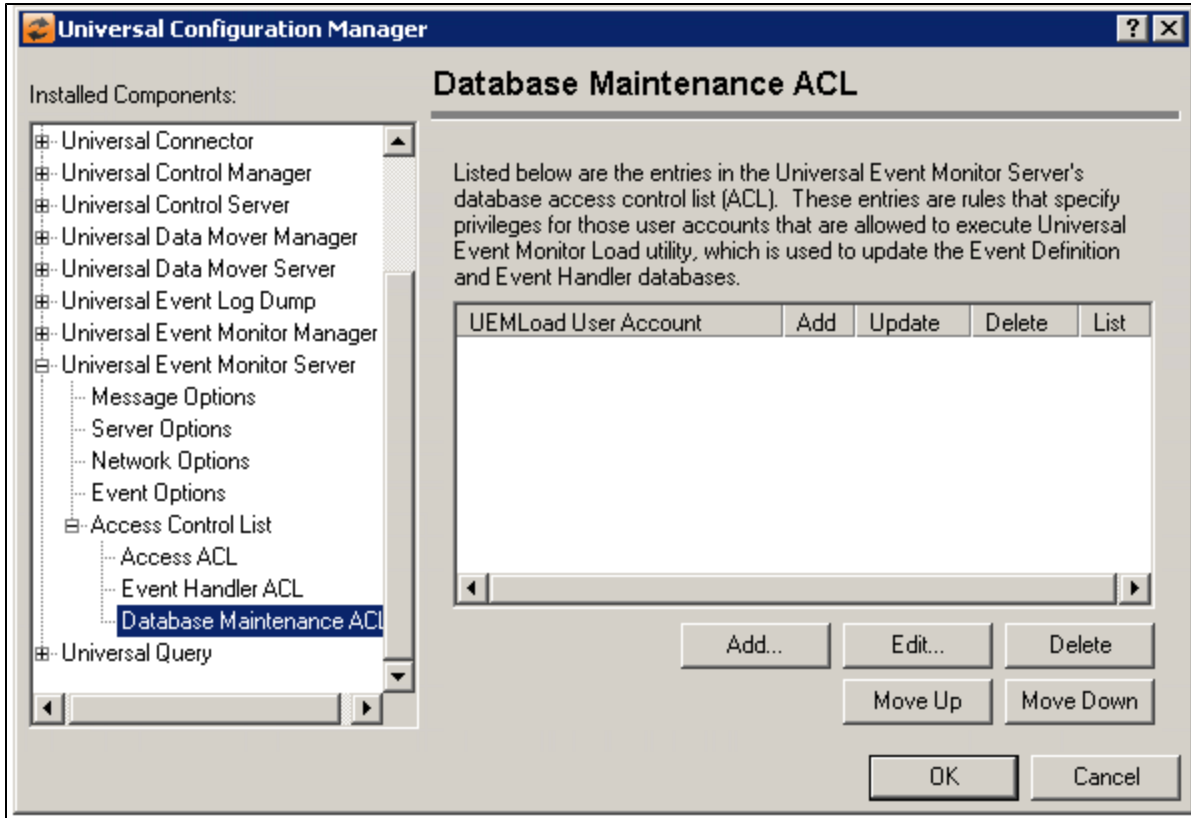 Universal Configuration Manager
Installed Components:
Universal Connector
Universal Control Manager
Universal Control Server
Universal Data Mover Manager
Universal Data Mover Server
Universal Event Log Dump
Universal Event Monitor Manager
Universal Event Monitor Server
Message Options
Server Options
Network Options
Event Options
Access Control List
Access ACL
Event Handler ACL
Database Maintenance ACL
Universal Query
Database Maintenance ACL
Listed below are the entries in the Universal Event Monitor Server's
database access control list (ACL).  These entries are rules that specify
privileges for those user accounts that are allowed to execute Universal
Event Monitor Load utility, which is used to update the Event Definition
and Event Handler databases.
UEMLoad User Account Add Update Delete List
Add... Edit... Delete
Move Up Move Down
OK Cancel